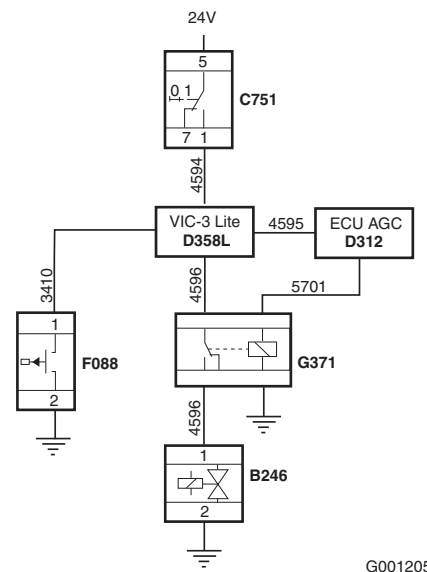 24V
5
0 1
C751
7 1
4594
VIC-3 Lite
D358L
4595
ECU AGC
D312
3410
4596
5701
1
F088
2
G371
4596
1
B246
2
G001205